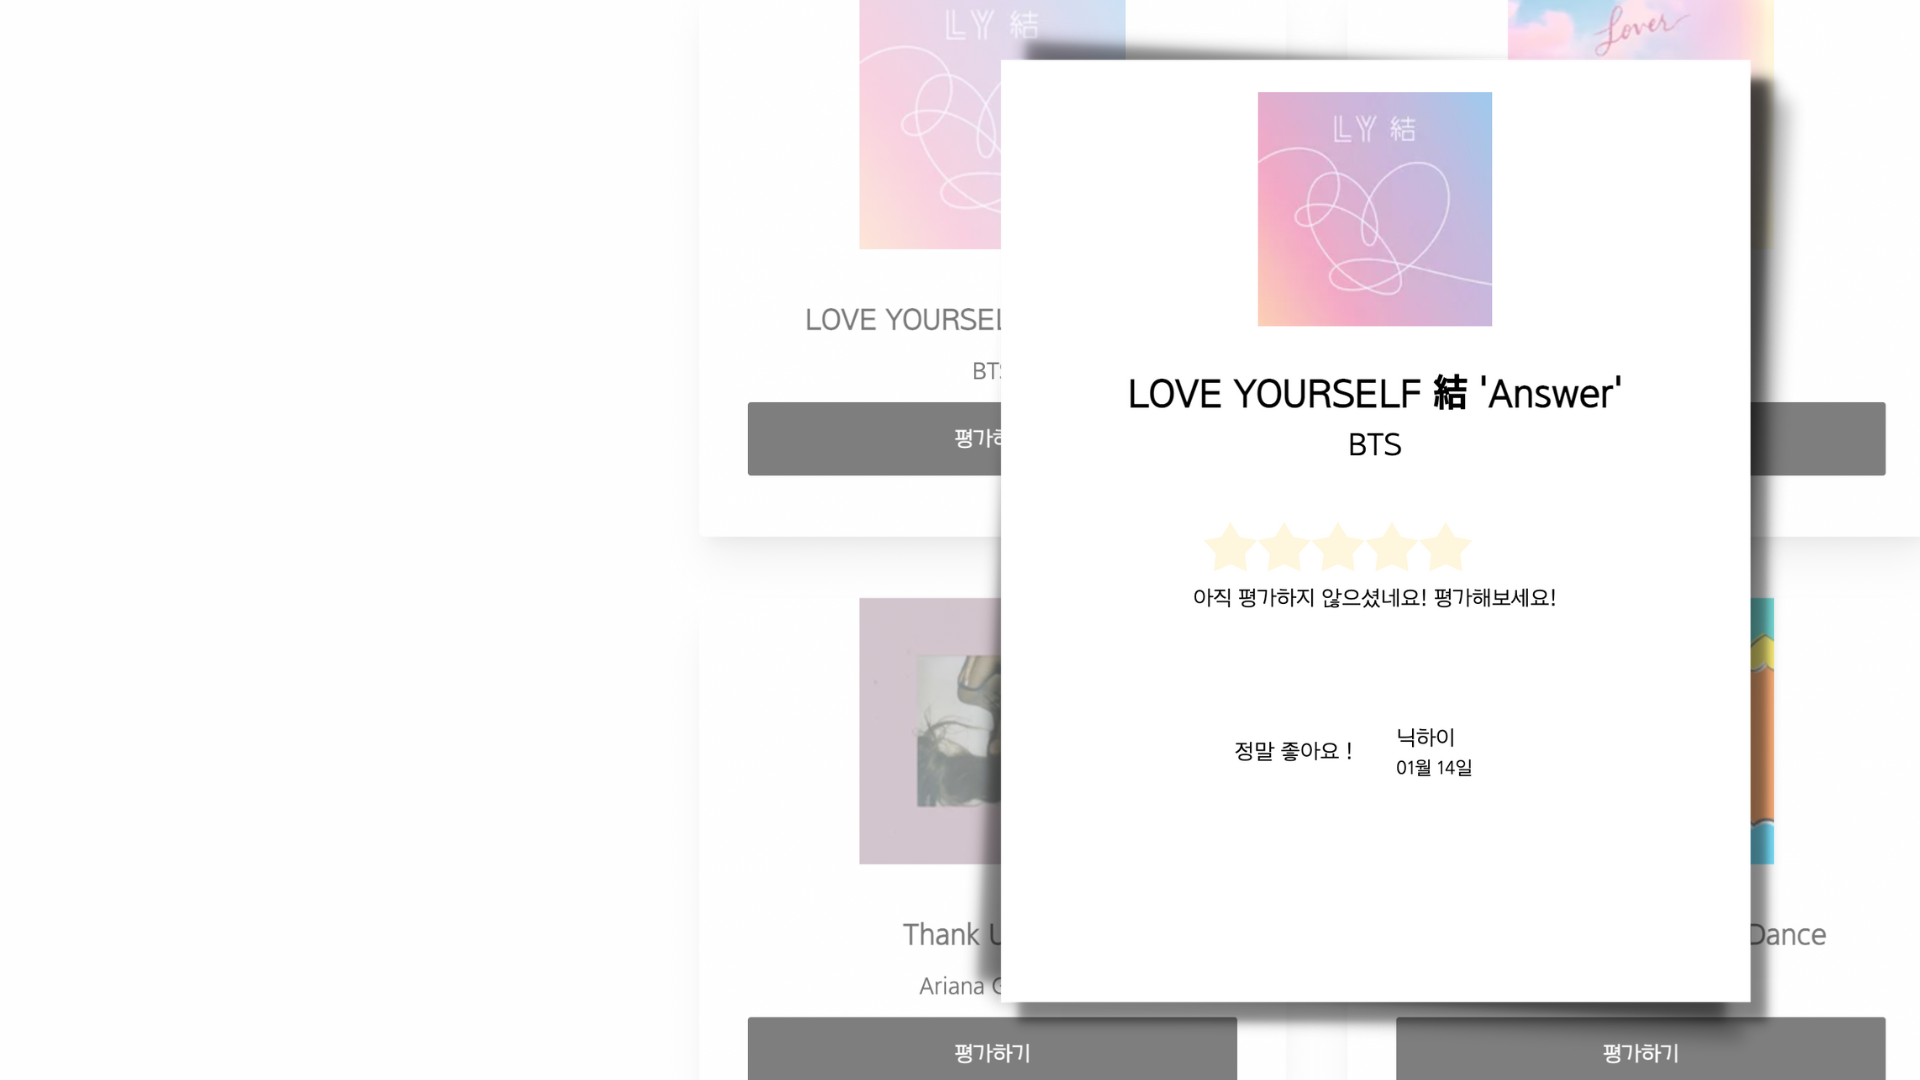 LY 結
Lover
LOVE YOURSEL
BTS
평가하
LY 結
LOVE YOURSELF 結 'Answer'
BTS
아직 평가하지 않으셨네요! 평가해보세요!
정말 좋아요 !
닉하이
01월 14일
Thank U
Ariana G
평가하기
Dance
평가하기